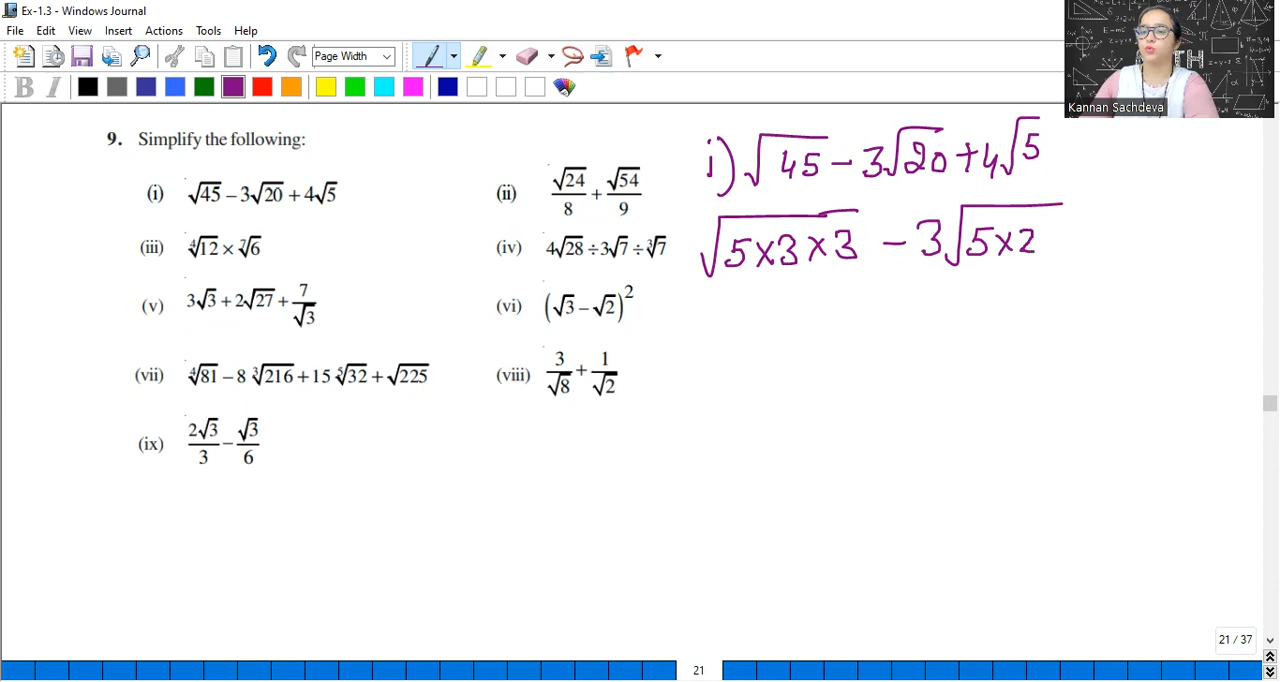 Ex-1.3 - Windows Journal
File Edit View Insert Actions Tools Help
Page Width
B I
Kannan Sachdeva
9. Simplify the following:
(i) √45 − 3√20 + 4√5
(ii) √24/8 + √54/9
(iii) ⁴√12 × ⁷√6
(iv) 4√28 ÷ 3√7 ÷ ³√7
(v) 3√3 + 2√27 + 7/√3
(vi) (√3 − √2)²
(vii) ⁴√81 − 8 ³√216 + 15 ⁵√32 + √225
(viii) 3/√8 + 1/√2
(ix) 2√3/3 − √3/6
i) √45 − 3√20 + 4√5
√5×3×3 − 3√5×2
21 / 37
21